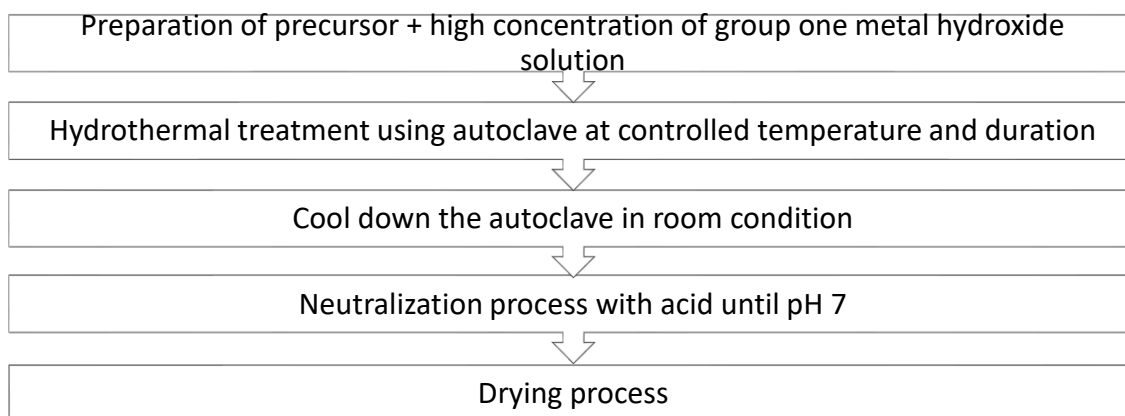 Preparation of precursor + high concentration of group one metal hydroxide
solution
Hydrothermal treatment using autoclave at controlled temperature and duration
Cool down the autoclave in room condition
Neutralization process with acid until pH 7
Drying process